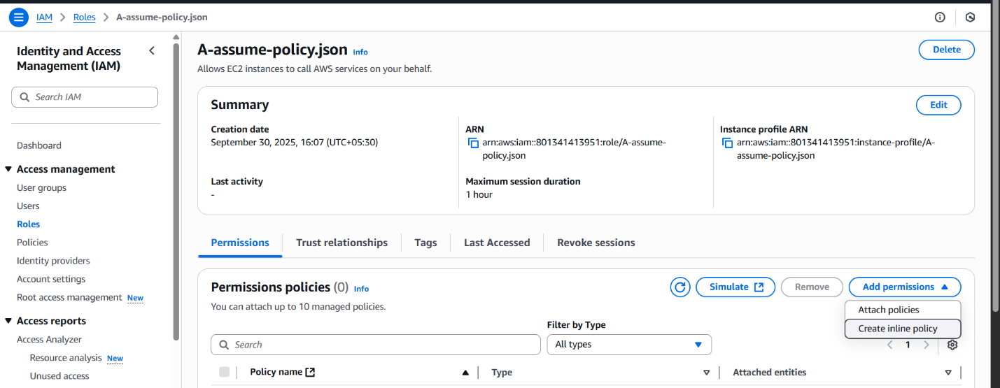 IAM > Roles > A-assume-policy.json
Identity and Access Management (IAM)
Search IAM
Dashboard
Access management
User groups
Users
Roles
Policies
Identity providers
Account settings
Root access management New
Access reports
Access Analyzer
Resource analysis New
Unused access
A-assume-policy.json Info
Delete
Allows EC2 instances to call AWS services on your behalf.
Summary
Edit
Creation date
September 30, 2025, 16:07 (UTC+05:30)
ARN
arn:aws:iam::801341413951:role/A-assume-
policy.json
Instance profile ARN
arn:aws:iam::801341413951:instance-profile/A-
assume-policy.json
Last activity
-
Maximum session duration
1 hour
Permissions
Trust relationships
Tags
Last Accessed
Revoke sessions
Permissions policies (0) Info
Simulate
Remove
Add permissions
You can attach up to 10 managed policies.
Attach policies
Create inline policy
Filter by Type
Search
All types
1
Policy name
Type
Attached entities